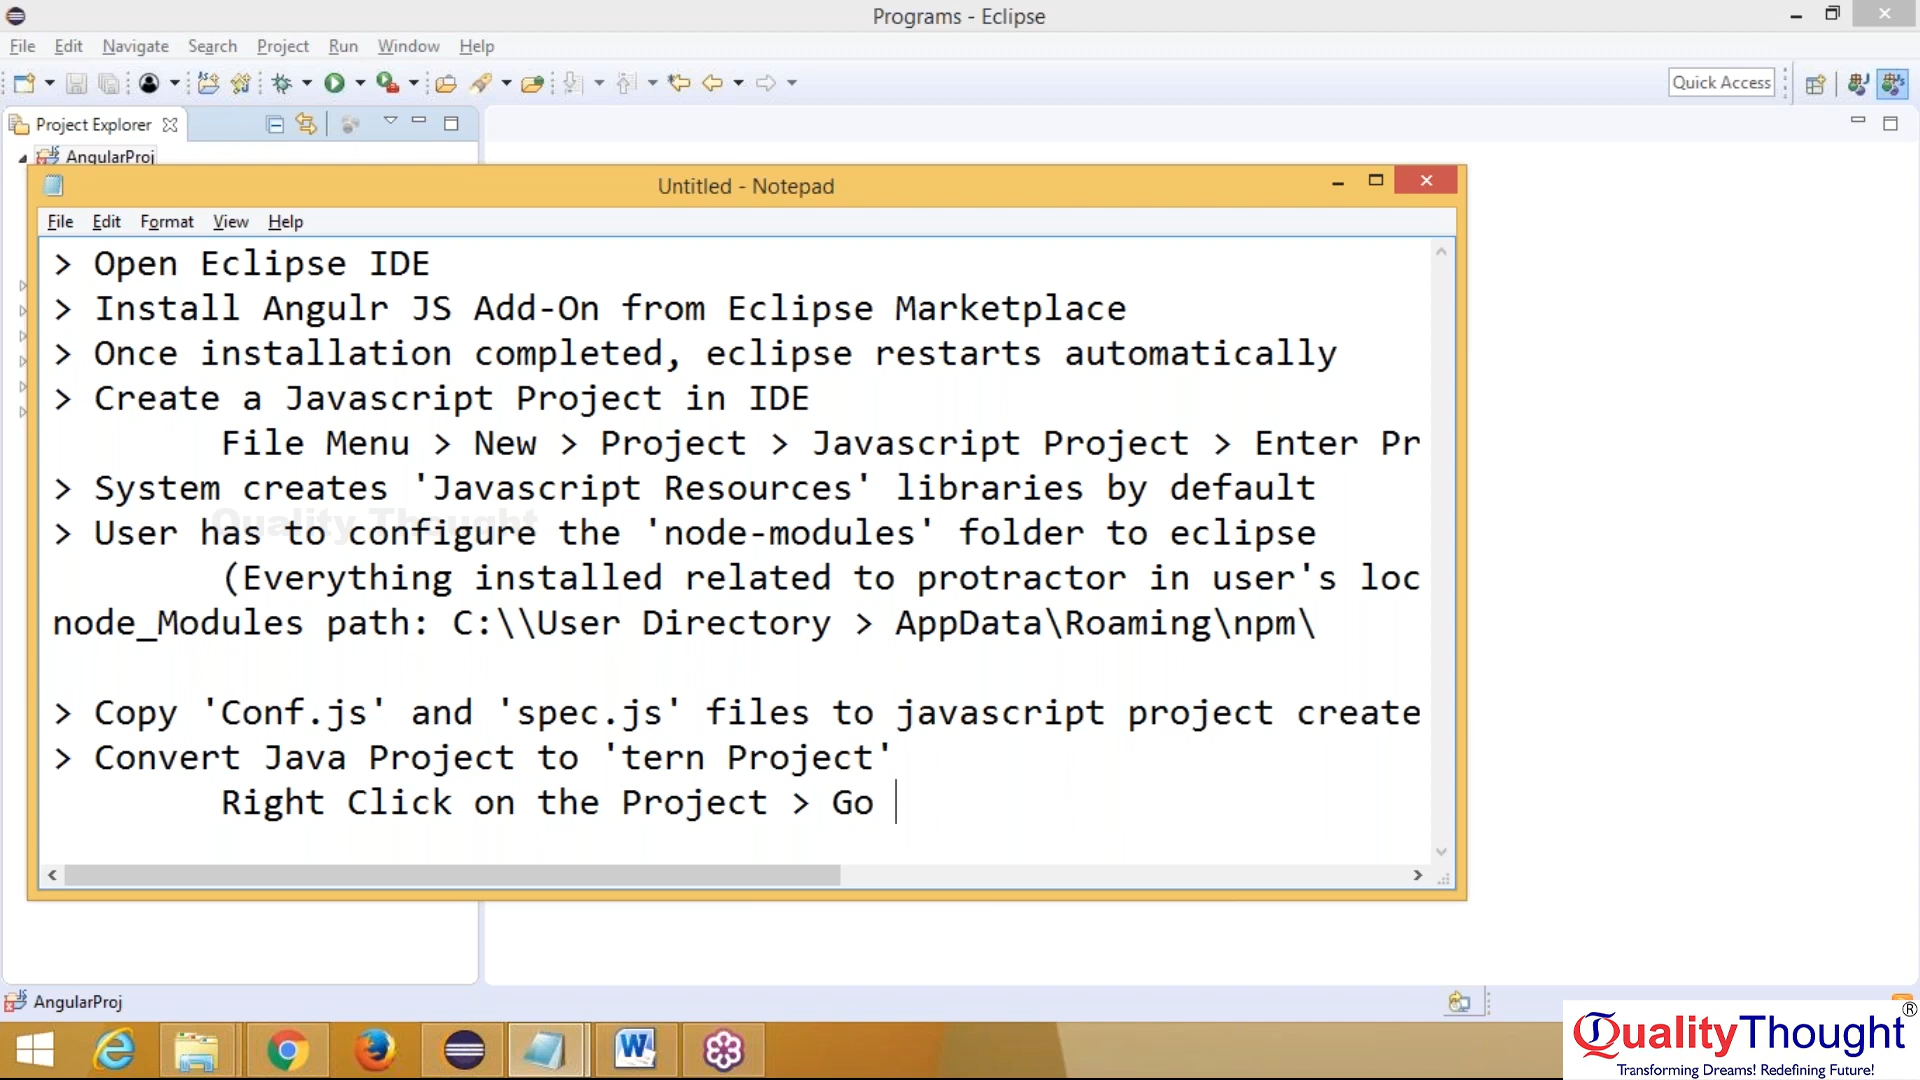 Programs - Eclipse
File Edit Navigate Search Project Run Window Help
Quick Access
Project Explorer
AngularProj
Untitled - Notepad
File Edit Format View Help
> Open Eclipse IDE
> Install Angulr JS Add-On from Eclipse Marketplace
> Once installation completed, eclipse restarts automatically
> Create a Javascript Project in IDE
File Menu > New > Project > Javascript Project > Enter Pr
> System creates 'Javascript Resources' libraries by default
Quality Thought
> User has to configure the 'node-modules' folder to eclipse
(Everything installed related to protractor in user's loc
node_Modules path: C:\\User Directory > AppData\Roaming\npm\
> Copy 'Conf.js' and 'spec.js' files to javascript project create
> Convert Java Project to 'tern Project'
Right Click on the Project > Go
AngularProj
QualityThought®
Transforming Dreams! Redefining Future!